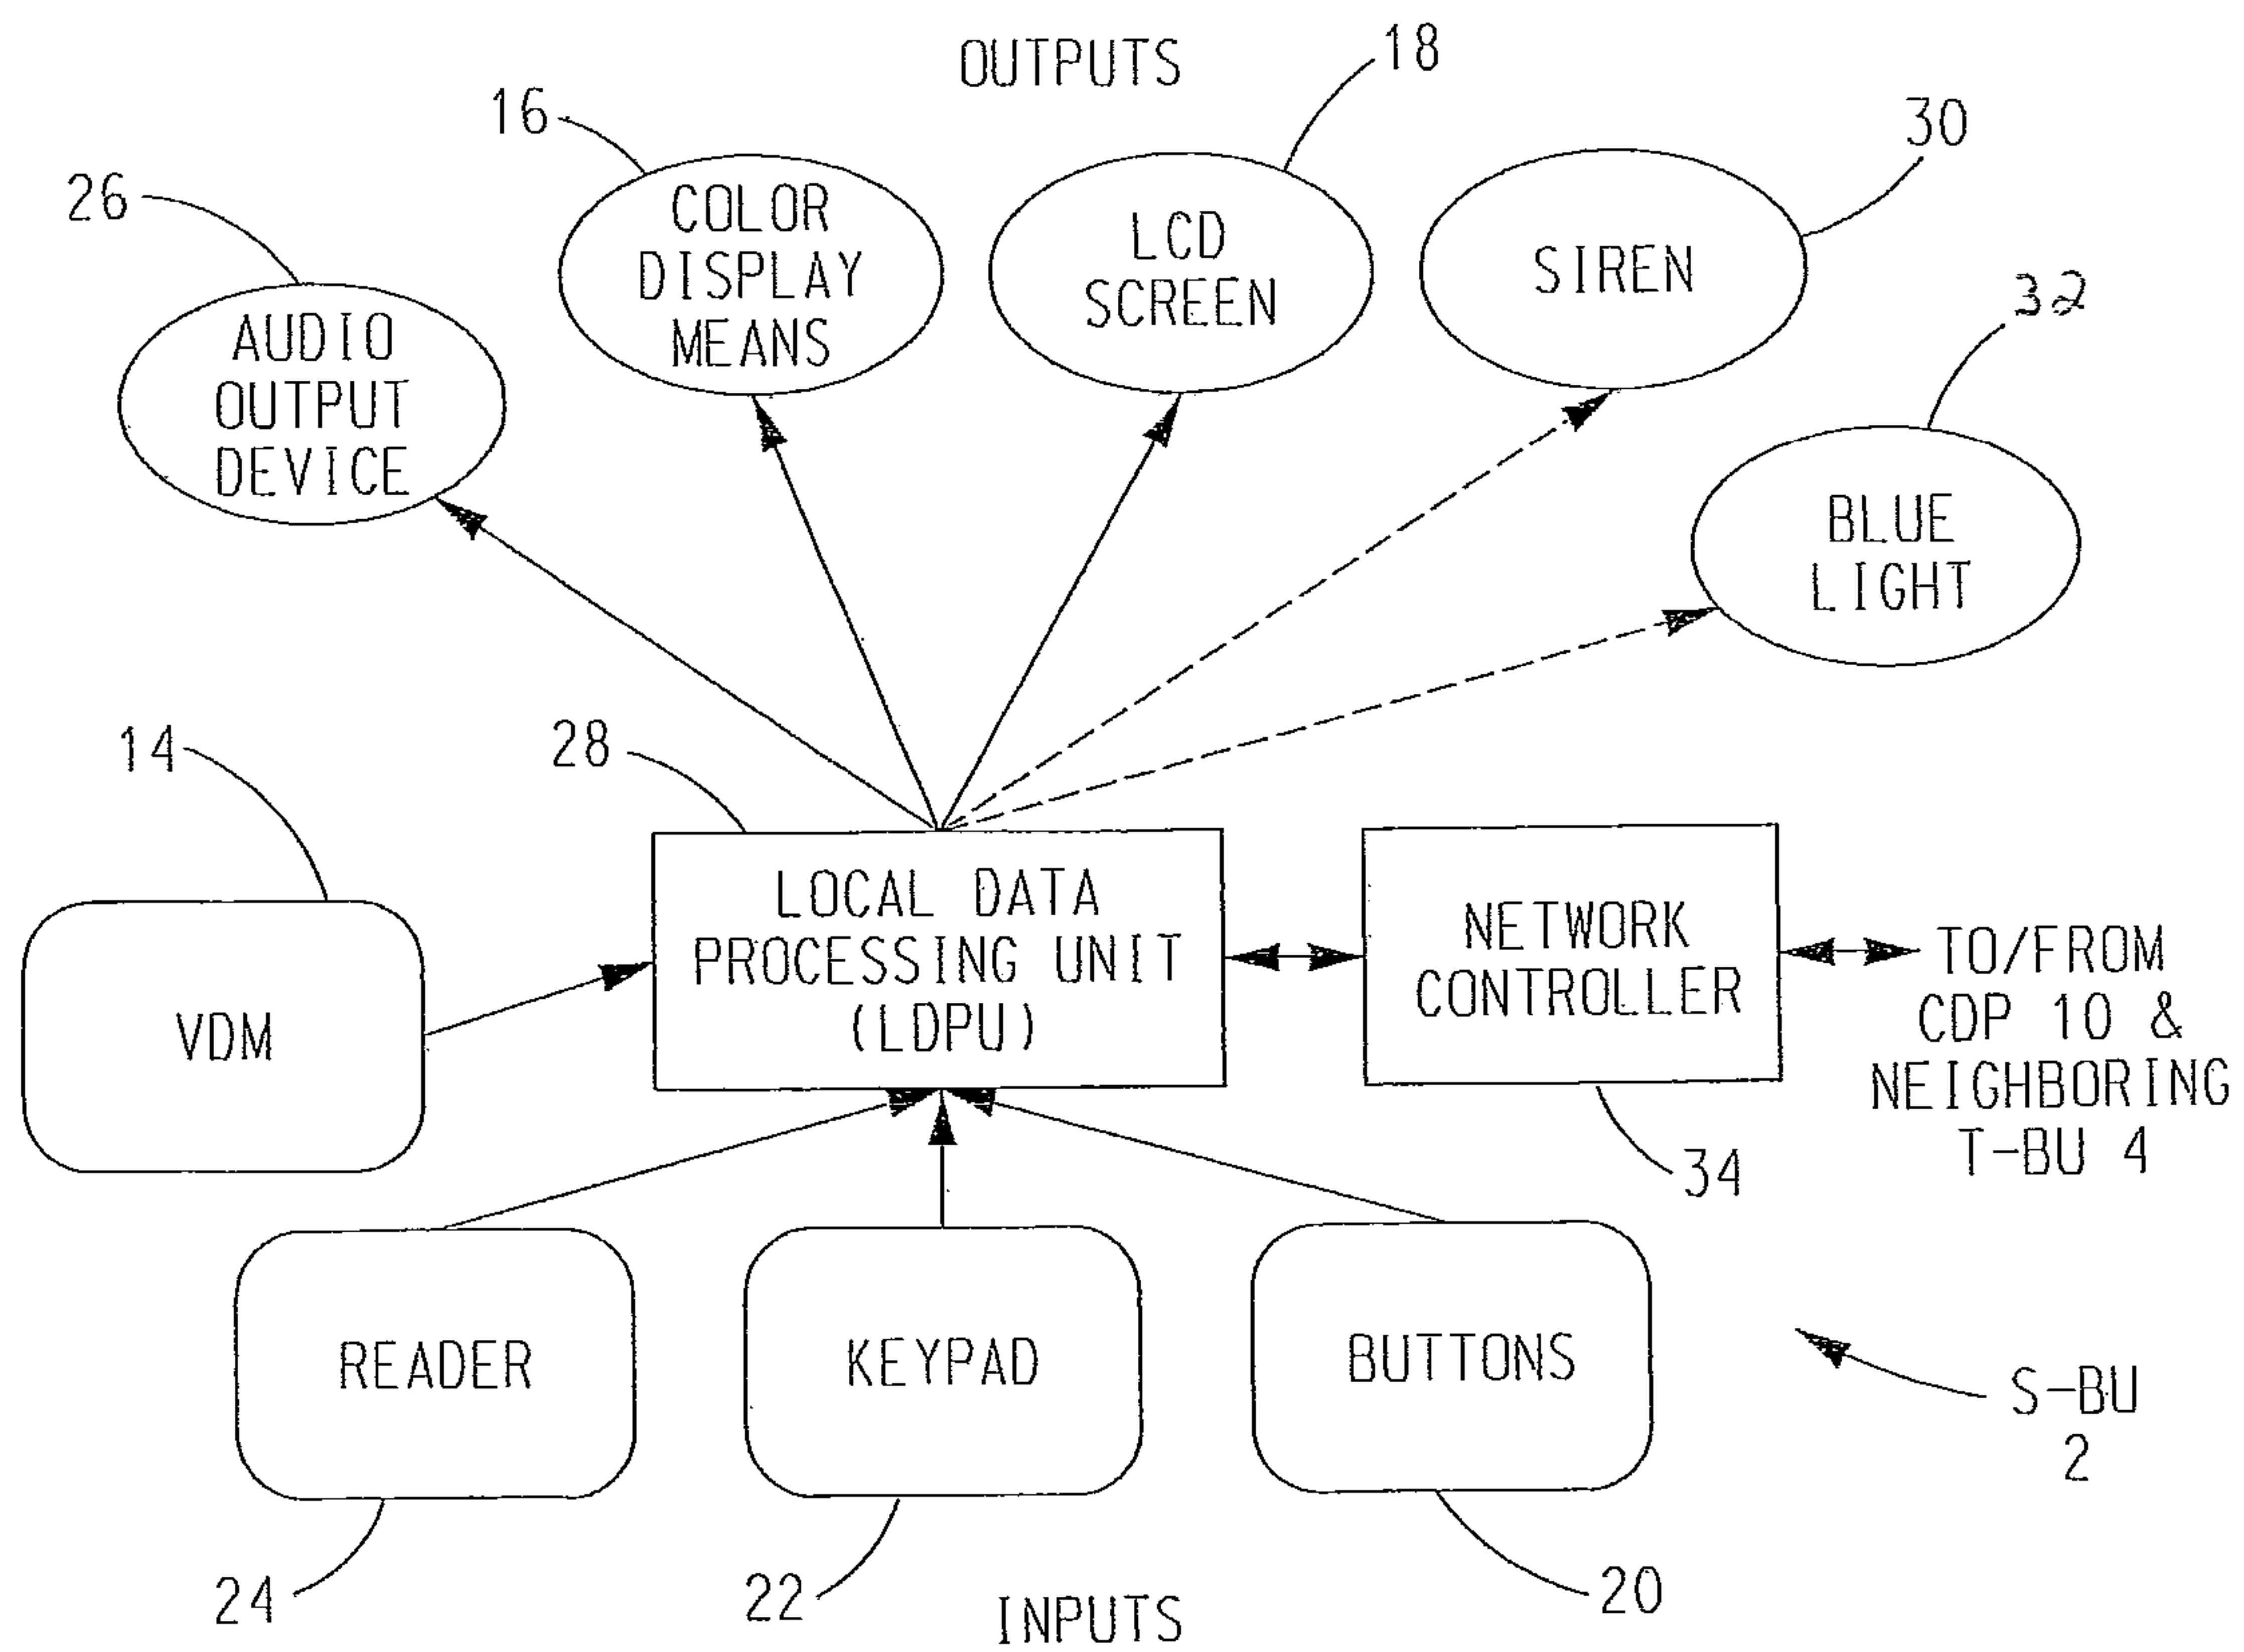 OUTPUTS
18
16
30
26
COLOR
DISPLAY
MEANS
LCD
SCREEN
SIREN
32
AUDIO
OUTPUT
DEVICE
BLUE
LIGHT
14
28
LOCAL DATA
PROCESSING UNIT
(LDPU)
NETWORK
CONTROLLER
TO/FROM
CDP 10 &
NEIGHBORING
T-BU 4
VDM
34
READER
KEYPAD
BUTTONS
S-BU
2
24
22
20
INPUTS